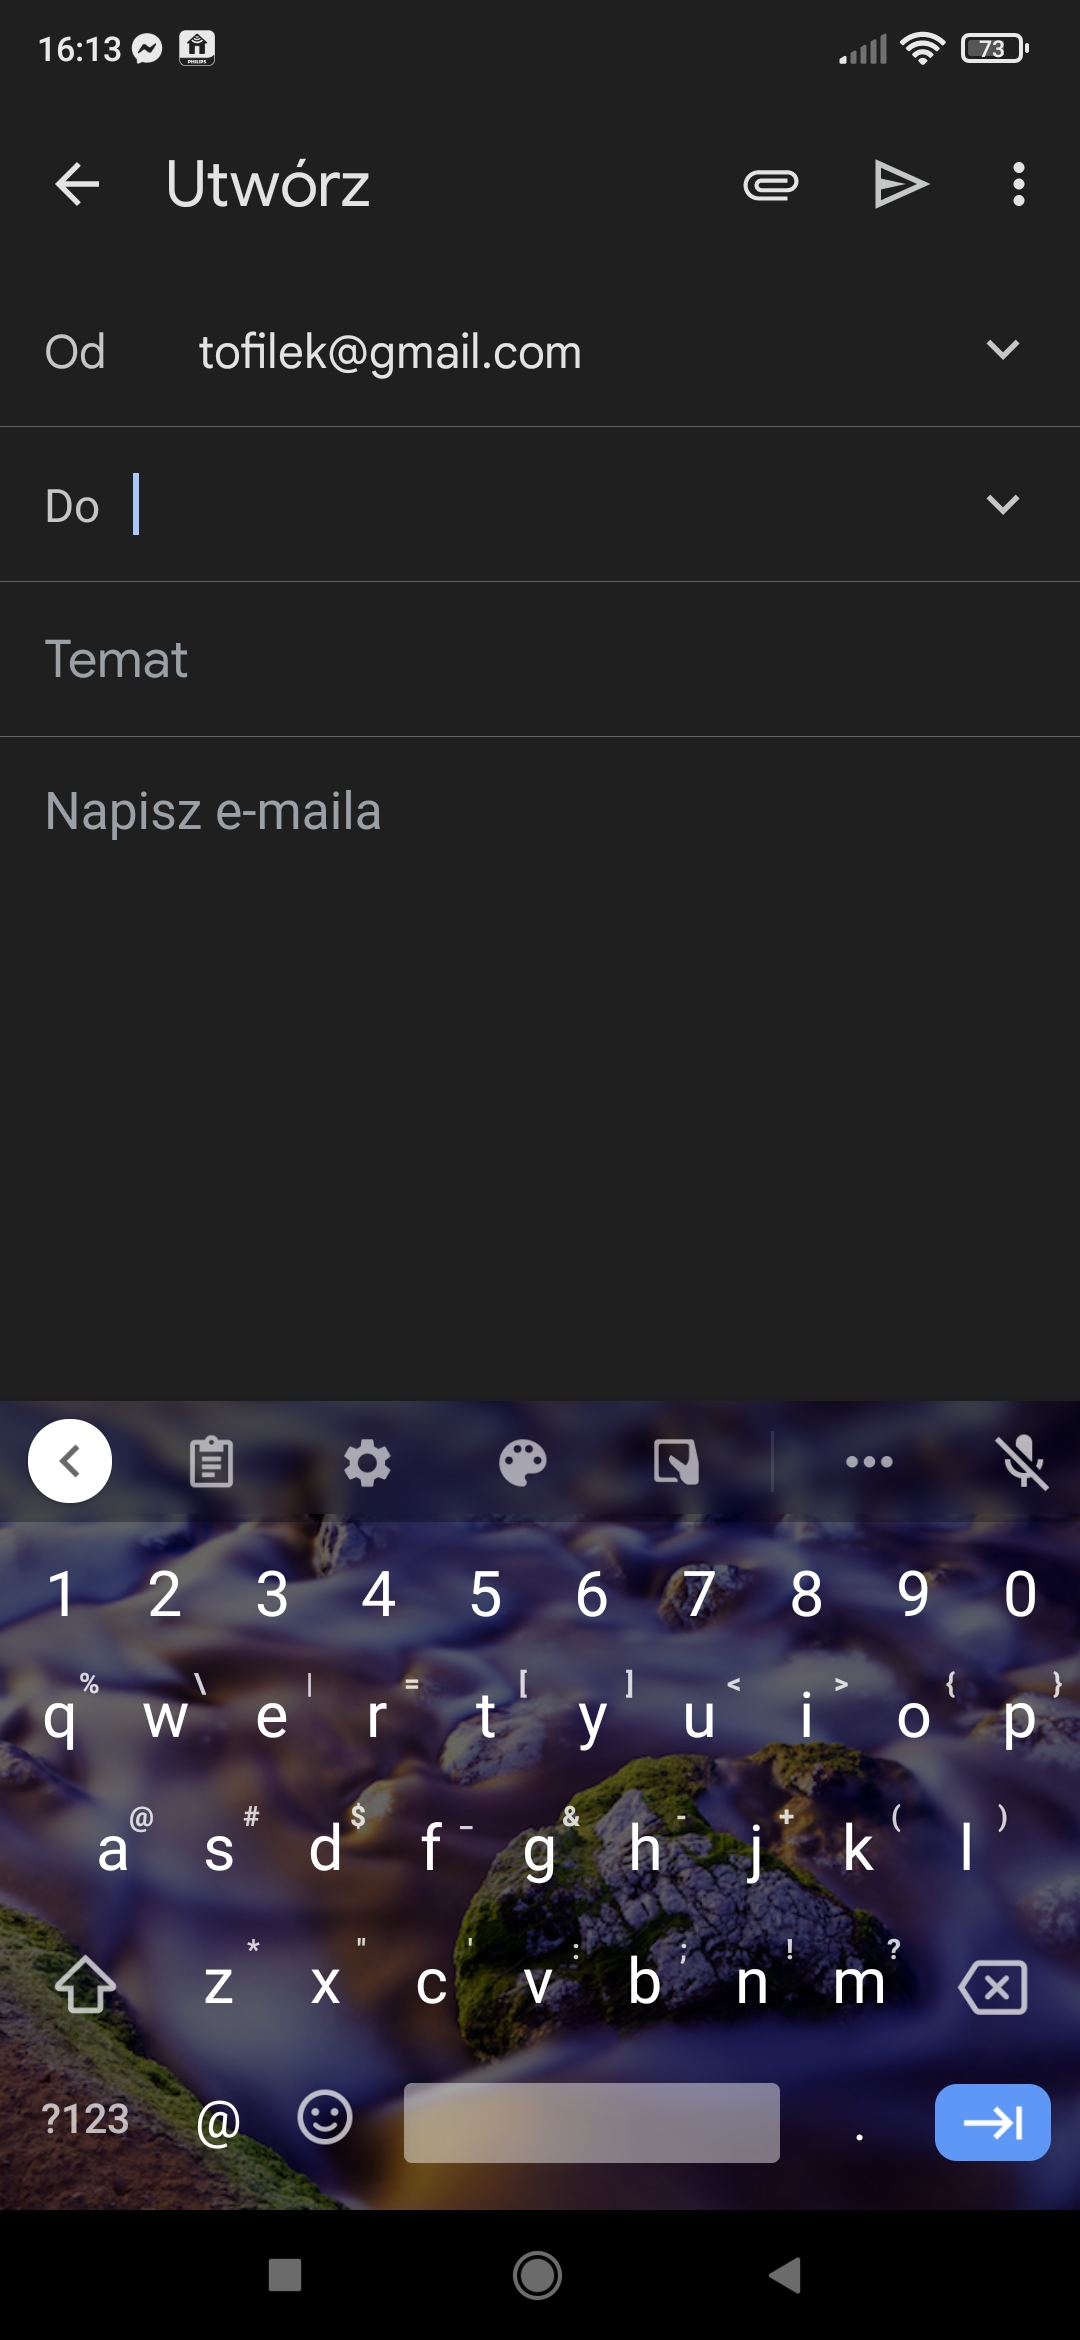 16:13 73
PHILIPS
Utwórz
Od tofilek@gmail.com
Do
Temat
Napisz e-maila
1 2 3 4 5 6 7 8 9 0
% \ | = [ ] < > { }
q w e r t y u i o p
@ # $ _ & - + ( )
a s d f g h j k l
* " ' : ; ! ?
z x c v b n m
?123 @ .